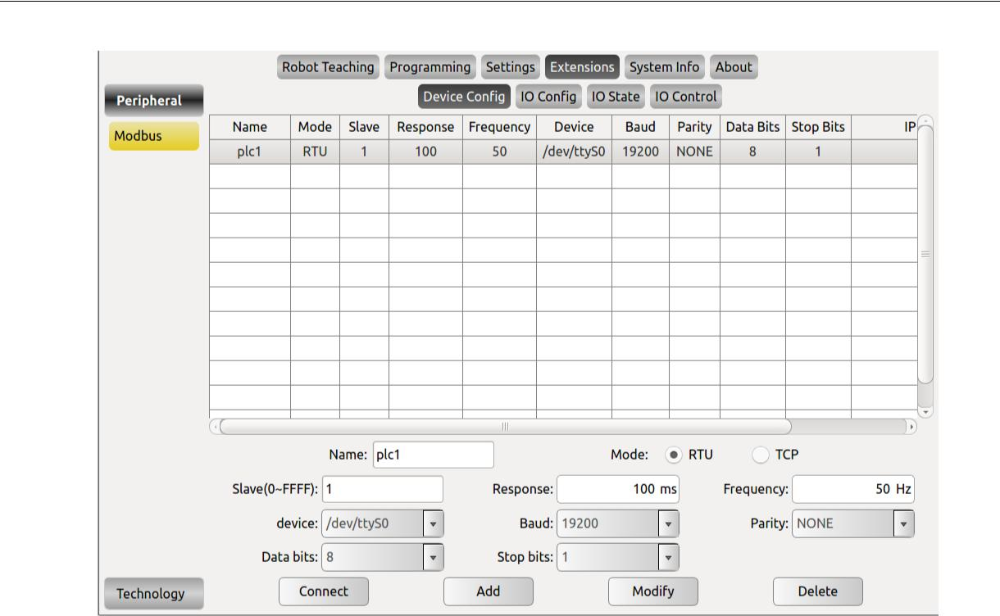 Robot Teaching Programming Settings Extensions System Info About
Peripheral Device Config IO Config IO State IO Control
Modbus
Name Mode Slave Response Frequency Device Baud Parity Data Bits Stop Bits IP
plc1 RTU 1 100 50 /dev/ttyS0 19200 NONE 8 1
Name: plc1 Mode: RTU TCP
Slave(0~FFFF): 1 Response: 100 ms Frequency: 50 Hz
device: /dev/ttyS0 Baud: 19200 Parity: NONE
Data bits: 8 Stop bits: 1
Technology Connect Add Modify Delete